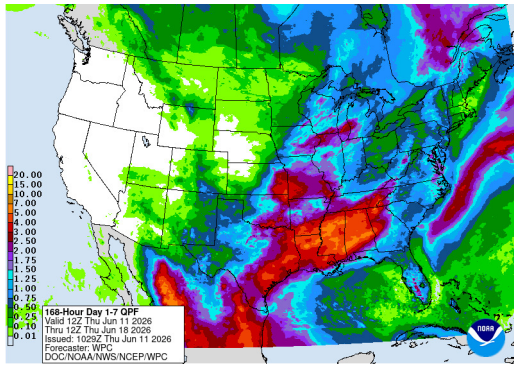 20.00
15.00
10.00
7.00
5.00
4.00
3.00
2.50
2.00
1.75
1.50
1.25
1.00
0.75
0.50
0.25
0.10
0.01
168-Hour Day 1-7 QPF
Valid 12Z Thu Jun 11 2026
Thru 12Z Thu Jun 18 2026
Issued: 1029Z Thu Jun 11 2026
Forecaster: WPC
DOC/NOAA/NWS/NCEP/WPC
NOAA